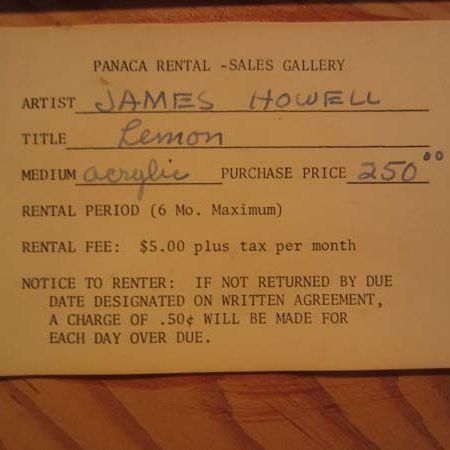 PANACA RENTAL -SALES GALLERY
ARTIST JAMES HOWELL
TITLE Lemon
MEDIUM acrylic PURCHASE PRICE 250⁰⁰
RENTAL PERIOD (6 Mo. Maximum)
RENTAL FEE: $5.00 plus tax per month
NOTICE TO RENTER: IF NOT RETURNED BY DUE
DATE DESIGNATED ON WRITTEN AGREEMENT,
A CHARGE OF .50¢ WILL BE MADE FOR
EACH DAY OVER DUE.